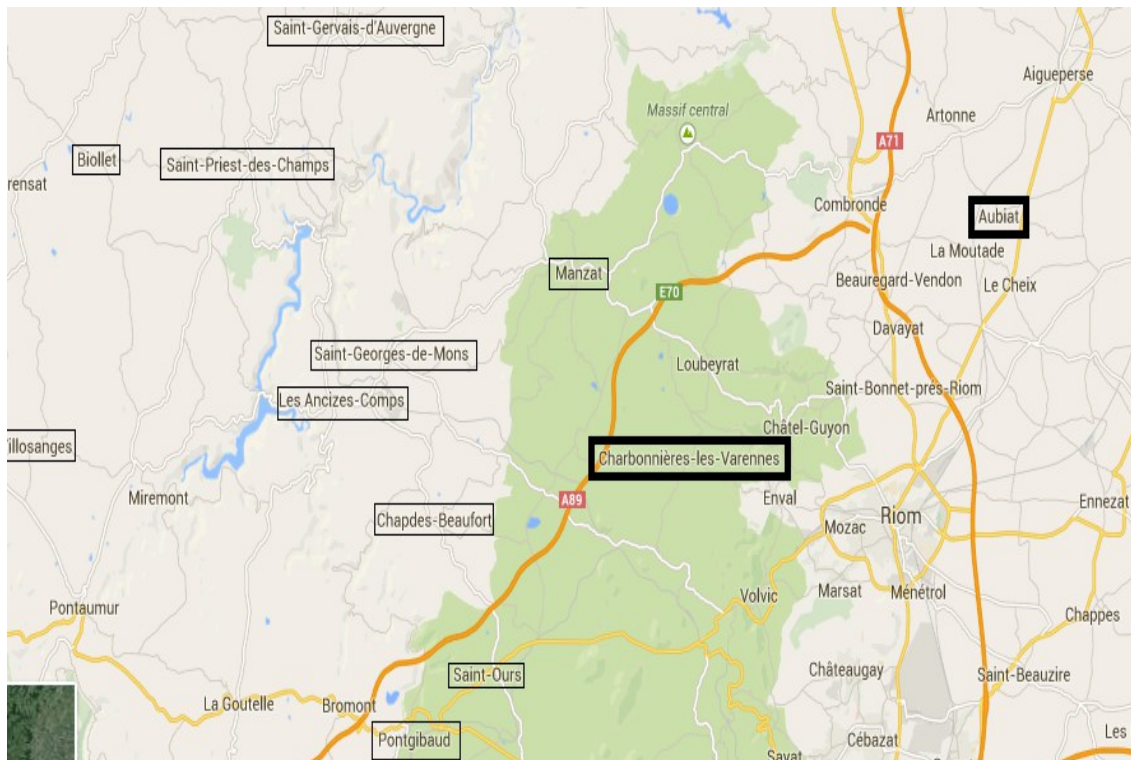 Saint-Gervais-d'Auvergne
Aigueperse
Massif central
Artonne
A71
Biollet
Saint-Priest-des-Champs
rensat
Combronde
Aubiat
La Moutade
Manzat
Beauregard-Vendon
Le Cheix
E70
Davayat
Saint-Georges-de-Mons
Loubeyrat
Saint-Bonnet-près-Riom
Les Ancizes-Comps
Châtel-Guyon
illosanges
Charbonnières-les-Varennes
Miremont
A89
Enval
Ennezat
Chapdes-Beaufort
Mozac
Riom
Pontaumur
Volvic
Marsat
Ménétrol
Chappes
Saint-Ours
Châteaugay
Saint-Beauzire
La Goutelle
Bromont
Pontgibaud
Cébazat
Les
Sayat